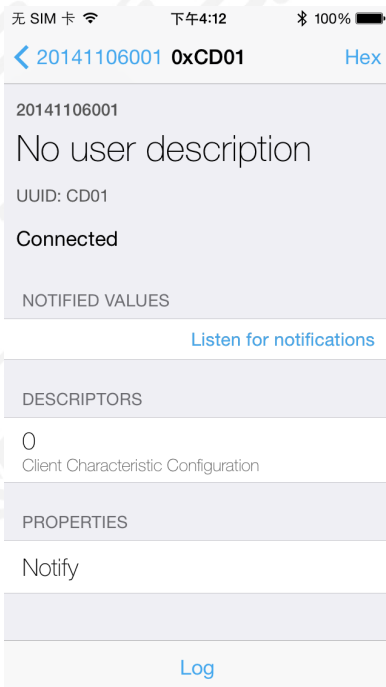 无 SIM 卡 下午4:12 100%
20141106001 0xCD01 Hex
20141106001
No user description
UUID: CD01
Connected
NOTIFIED VALUES
Listen for notifications
DESCRIPTORS
0
Client Characteristic Configuration
PROPERTIES
Notify
Log